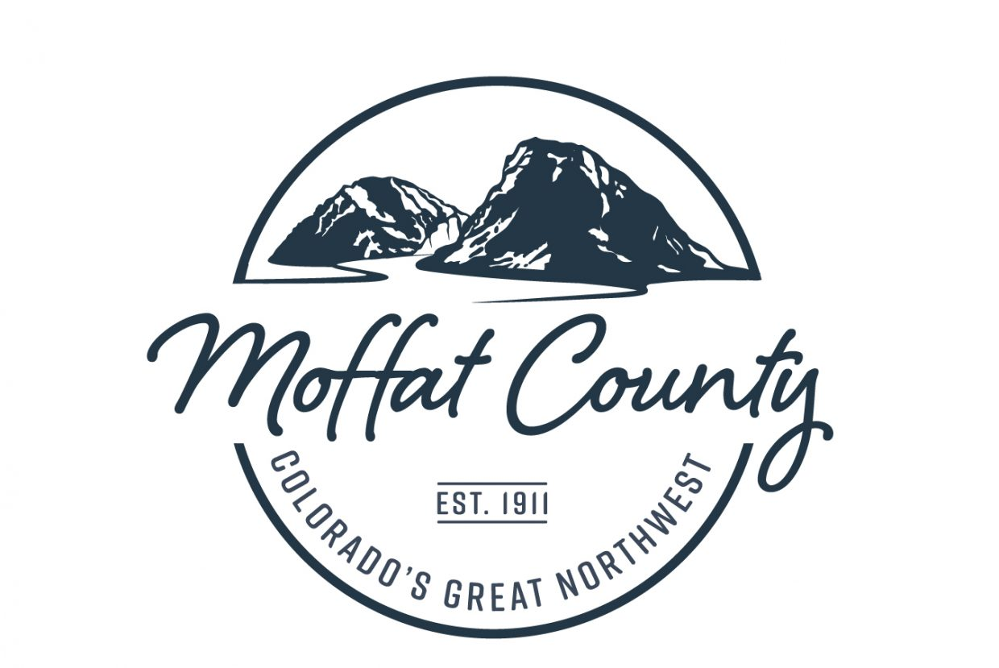 Moffat County
EST. 1911
COLORADO'S GREAT NORTHWEST